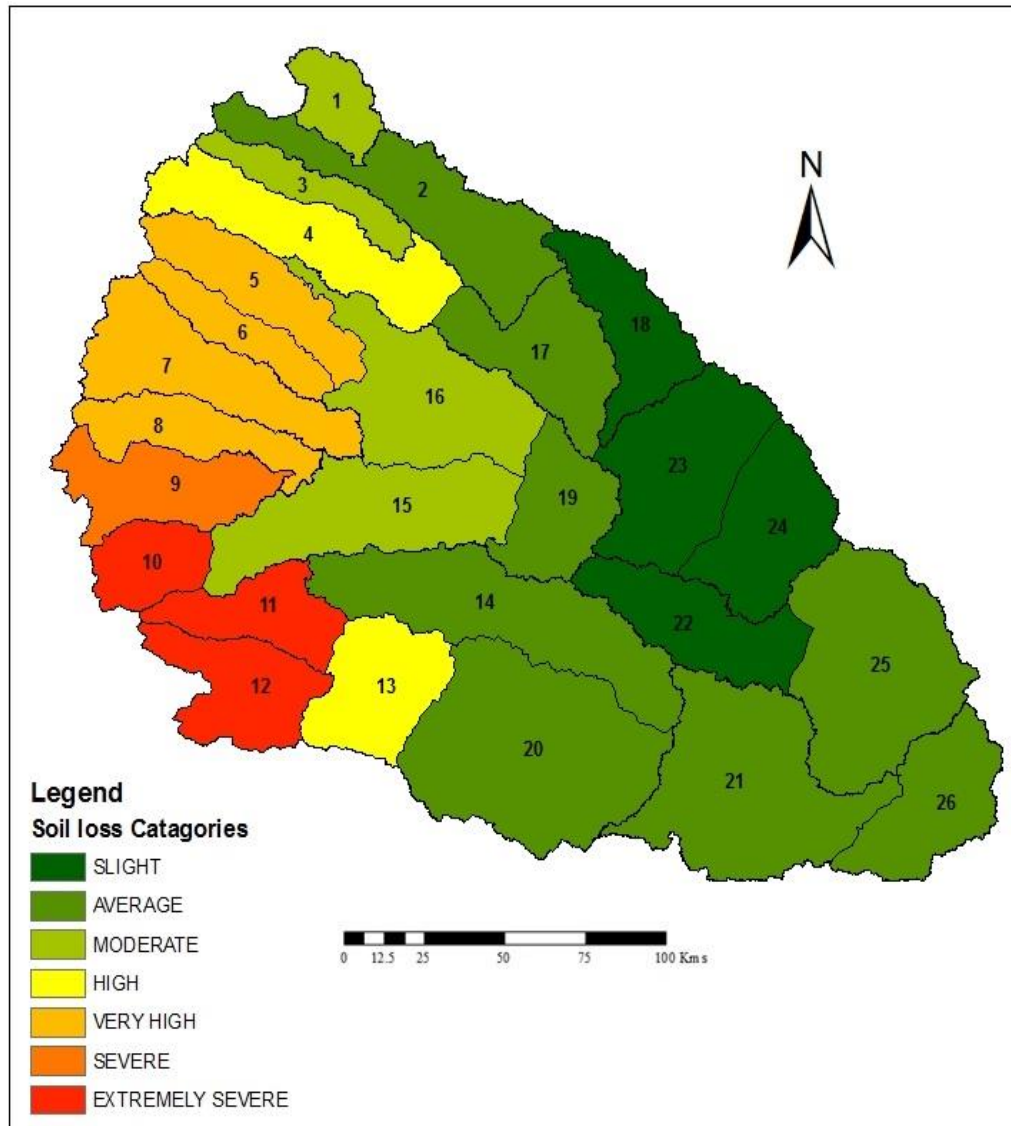 1
N
2
3
4
5
18
6
17
7
16
8
23
9
19
15
24
10
11
14
22
25
12
13
20
21
26
Legend
Soil loss Catagories
SLIGHT
AVERAGE
MODERATE
HIGH
VERY HIGH
SEVERE
EXTREMELY SEVERE
0 12.5 25 50 75 100 Kms